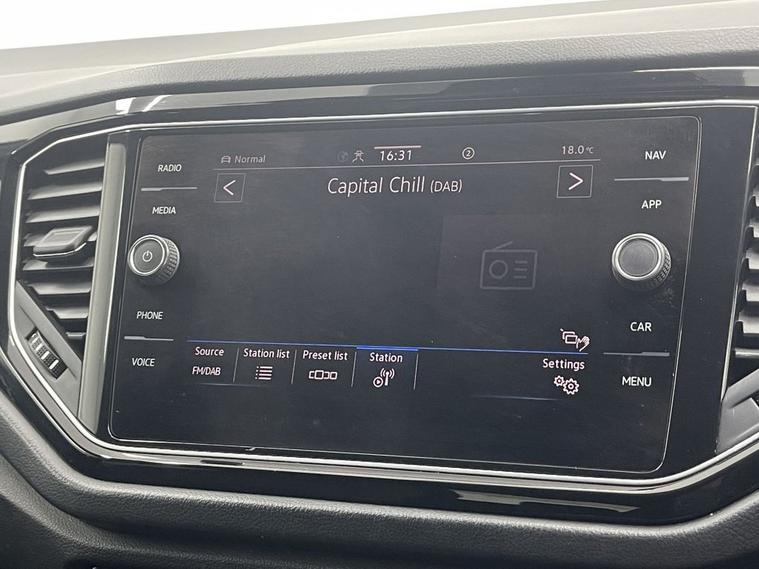 RADIO
MEDIA
PHONE
VOICE
Normal
16:31
2
18.0°C
Capital Chill (DAB)
Source
FM/DAB
Station list
Preset list
Station
Settings
NAV
APP
CAR
MENU